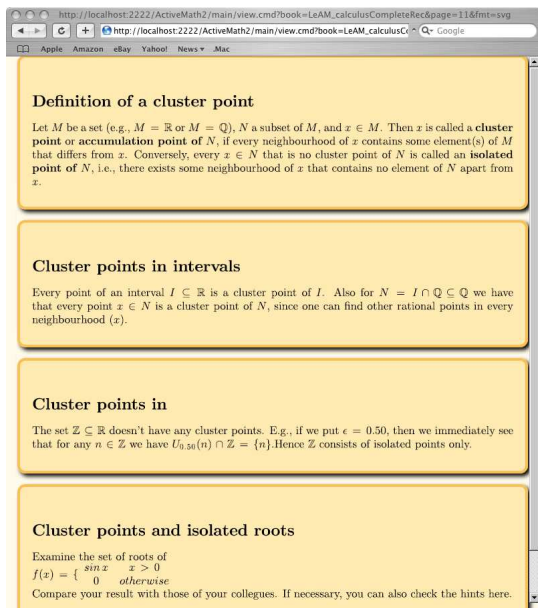 http://localhost:2222/ActiveMath2/main/view.cmd?book=LeAM_calculusCompleteRec&page=11&fmt=svg
http://localhost:2222/ActiveMath2/main/view.cmd?book=LeAM_calculusCo Google
Apple Amazon eBay Yahoo! News .Mac
Definition of a cluster point
Let M be a set (e.g., M = ℝ or M = ℚ), N a subset of M, and x ∈ M. Then x is called a cluster
point or accumulation point of N, if every neighbourhood of x contains some element(s) of M
that differs from x. Conversely, every x ∈ N that is no cluster point of N is called an isolated
point of N, i.e., there exists some neighbourhood of x that contains no element of N apart from
x.
Cluster points in intervals
Every point of an interval I ⊆ ℝ is a cluster point of I. Also for N = I ∩ ℚ ⊆ ℚ we have
that every point x ∈ N is a cluster point of N, since one can find other rational points in every
neighbourhood (x).
Cluster points in
The set ℤ ⊆ ℝ doesn't have any cluster points. E.g., if we put ϵ = 0.50, then we immediately see
that for any n ∈ ℤ we have U₀.₅₀(n) ∩ ℤ = {n}.Hence ℤ consists of isolated points only.
Cluster points and isolated roots
Examine the set of roots of
f(x) = { sin x x > 0
0 otherwise
Compare your result with those of your collegues. If necessary, you can also check the hints here.